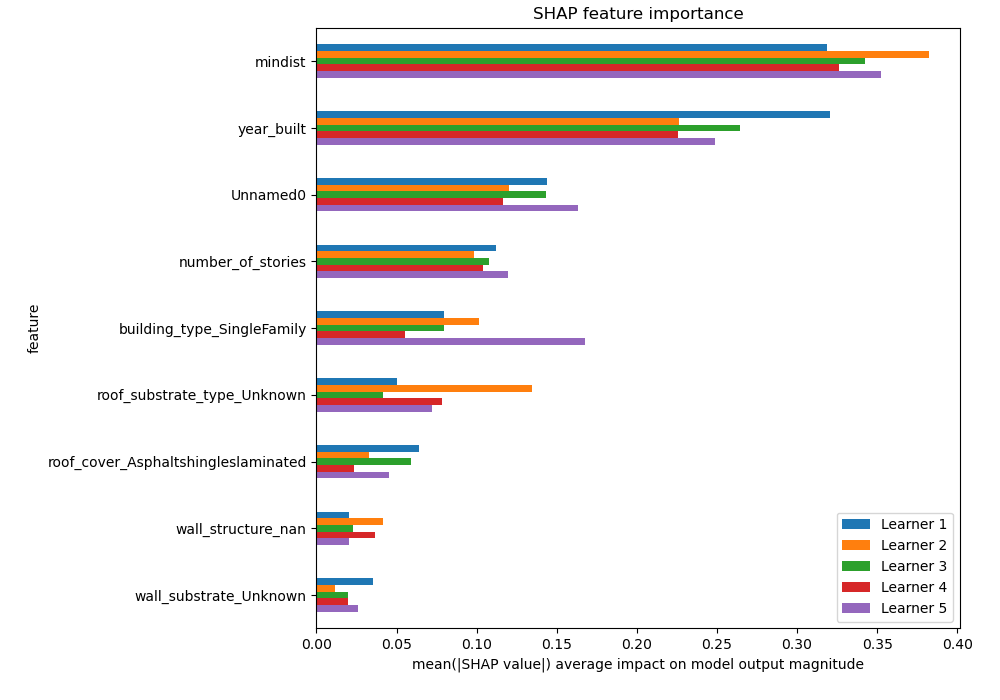 SHAP feature importance
mindist
year_built
Unnamed0
number_of_stories
building_type_SingleFamily
roof_substrate_type_Unknown
roof_cover_Asphaltshingleslaminated
wall_structure_nan
wall_substrate_Unknown
feature
Learner 1
Learner 2
Learner 3
Learner 4
Learner 5
0.00 0.05 0.10 0.15 0.20 0.25 0.30 0.35 0.40
mean(|SHAP value|) average impact on model output magnitude